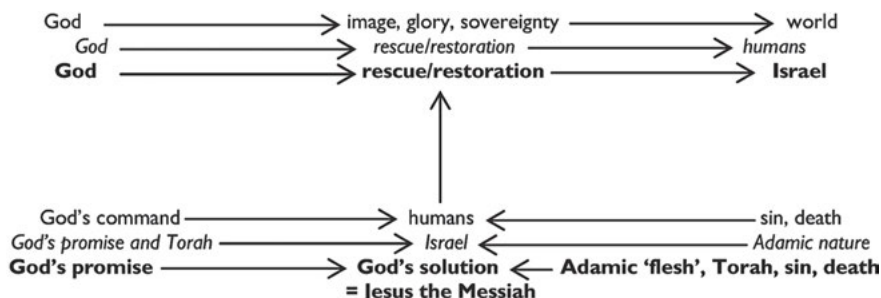 God image, glory, sovereignty world
God rescue/restoration humans
God rescue/restoration Israel
God's command humans sin, death
God's promise and Torah Israel Adamic nature
God's promise God's solution Adamic ‘flesh’, Torah, sin, death
= Jesus the Messiah